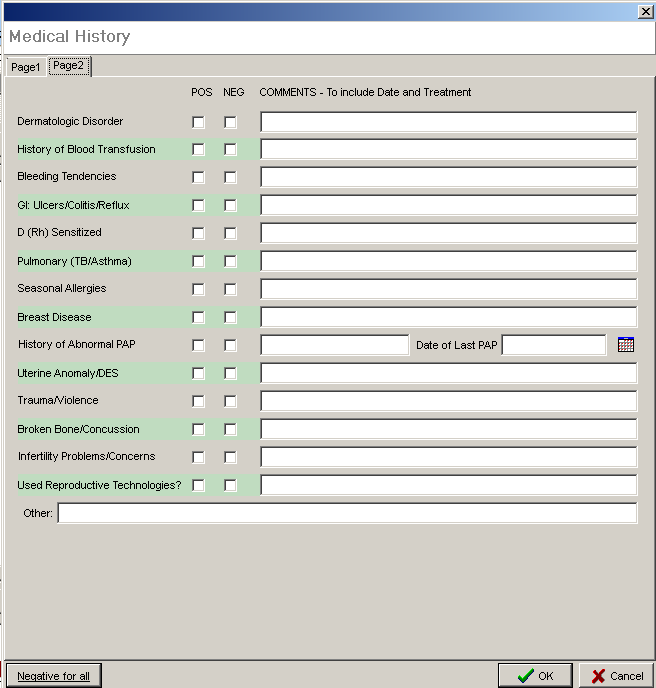 Medical History
Page1 Page2
POS NEG COMMENTS - To include Date and Treatment
Dermatologic Disorder
History of Blood Transfusion
Bleeding Tendencies
GI: Ulcers/Colitis/Reflux
D (Rh) Sensitized
Pulmonary (TB/Asthma)
Seasonal Allergies
Breast Disease
History of Abnormal PAP Date of Last PAP
Uterine Anomaly/DES
Trauma/Violence
Broken Bone/Concussion
Infertility Problems/Concerns
Used Reproductive Technologies?
Other:
Negative for all OK Cancel